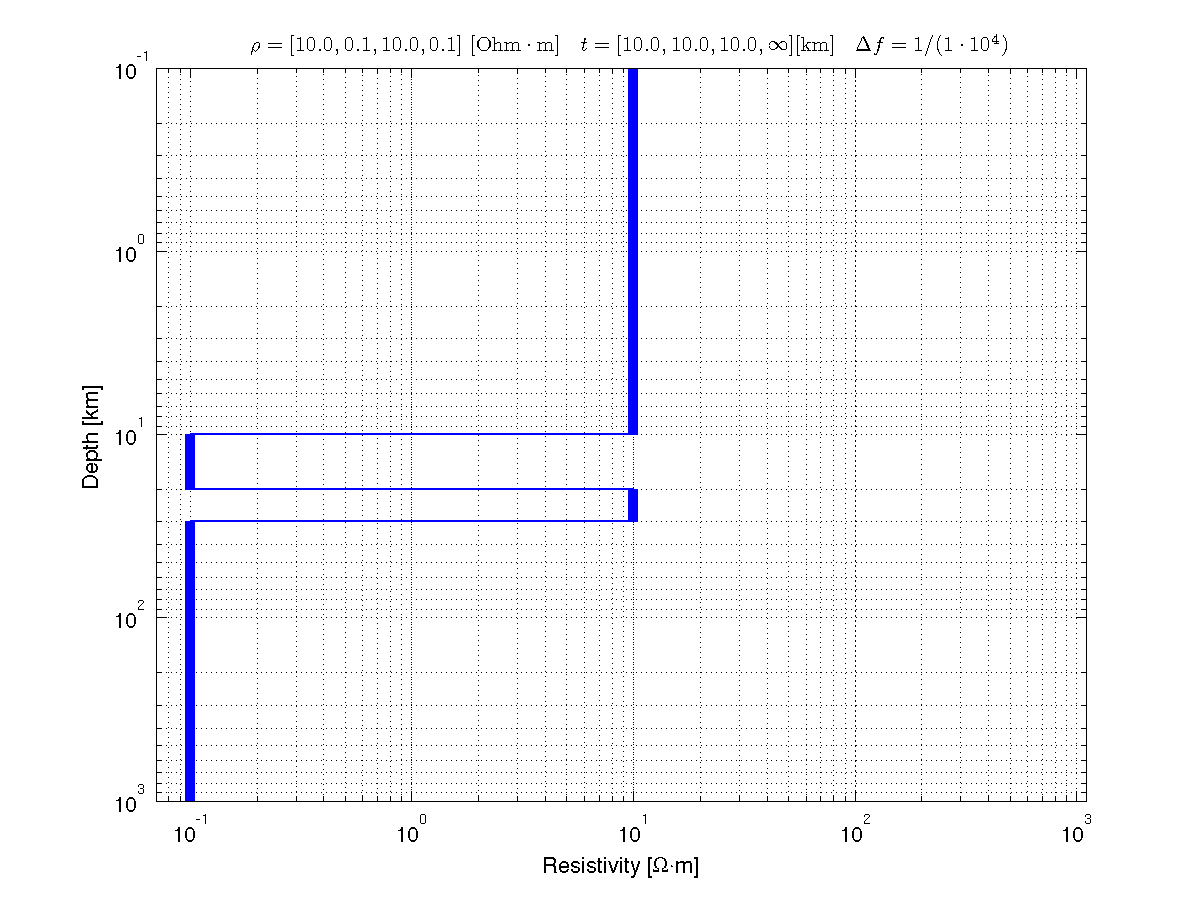 ρ = [10.0, 0.1, 10.0, 0.1] [Ohm · m]   t = [10.0, 10.0, 10.0, ∞][km]   Δf = 1/(1 · 10⁴)
10⁻¹
10⁰
10¹
10²
10³
Depth [km]
10⁻¹ 10⁰ 10¹ 10² 10³
Resistivity [Ω·m]